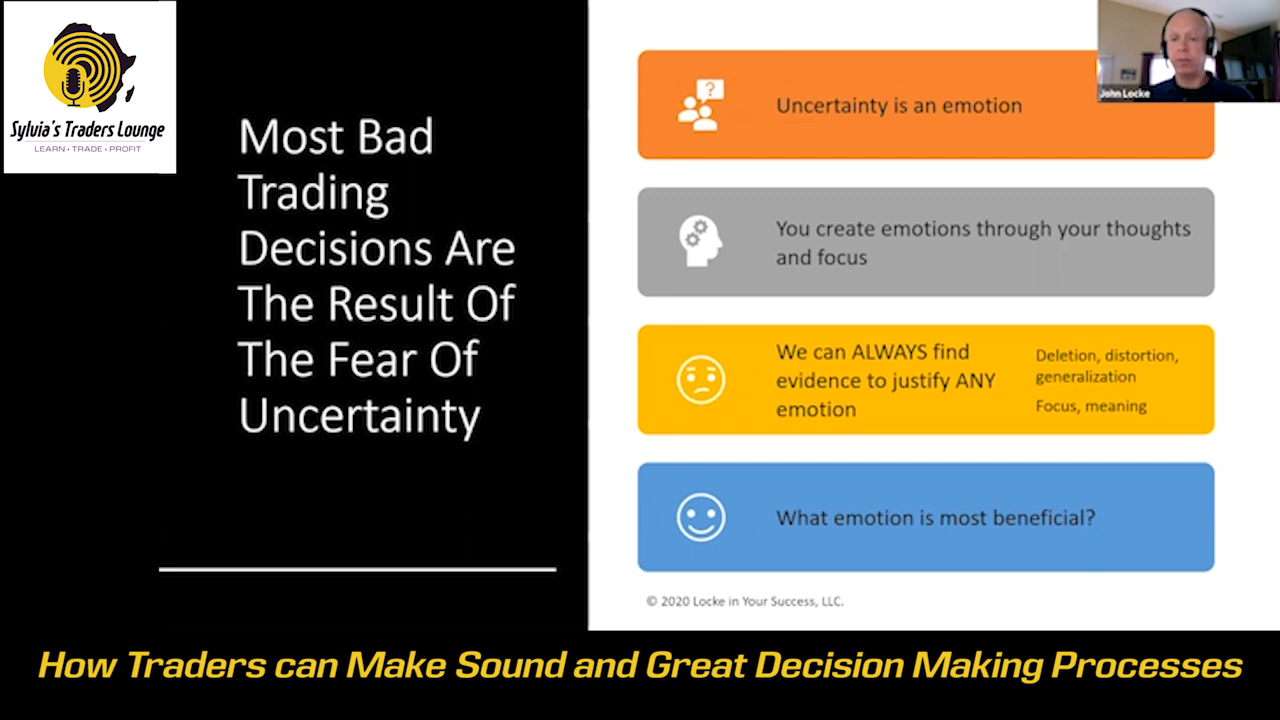 Sylvia's Traders Lounge
LEARN • TRADE • PROFIT
Most Bad
Trading
Decisions Are
The Result Of
The Fear Of
Uncertainty
?
Uncertainty is an emotion
John Locke
You create emotions through your thoughts
and focus
We can ALWAYS find
evidence to justify ANY
emotion
Deletion, distortion,
generalization
Focus, meaning
What emotion is most beneficial?
© 2020 Locke in Your Success, LLC.
How Traders can Make Sound and Great Decision Making Processes